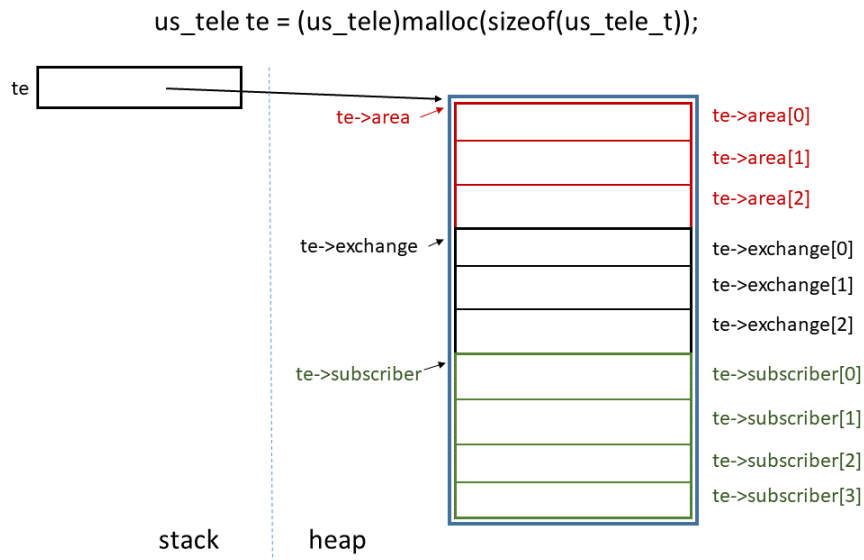 us_tele te = (us_tele)malloc(sizeof(us_tele_t));
te
te->area
te->area[0]
te->area[1]
te->area[2]
te->exchange
te->exchange[0]
te->exchange[1]
te->exchange[2]
te->subscriber
te->subscriber[0]
te->subscriber[1]
te->subscriber[2]
te->subscriber[3]
stack
heap